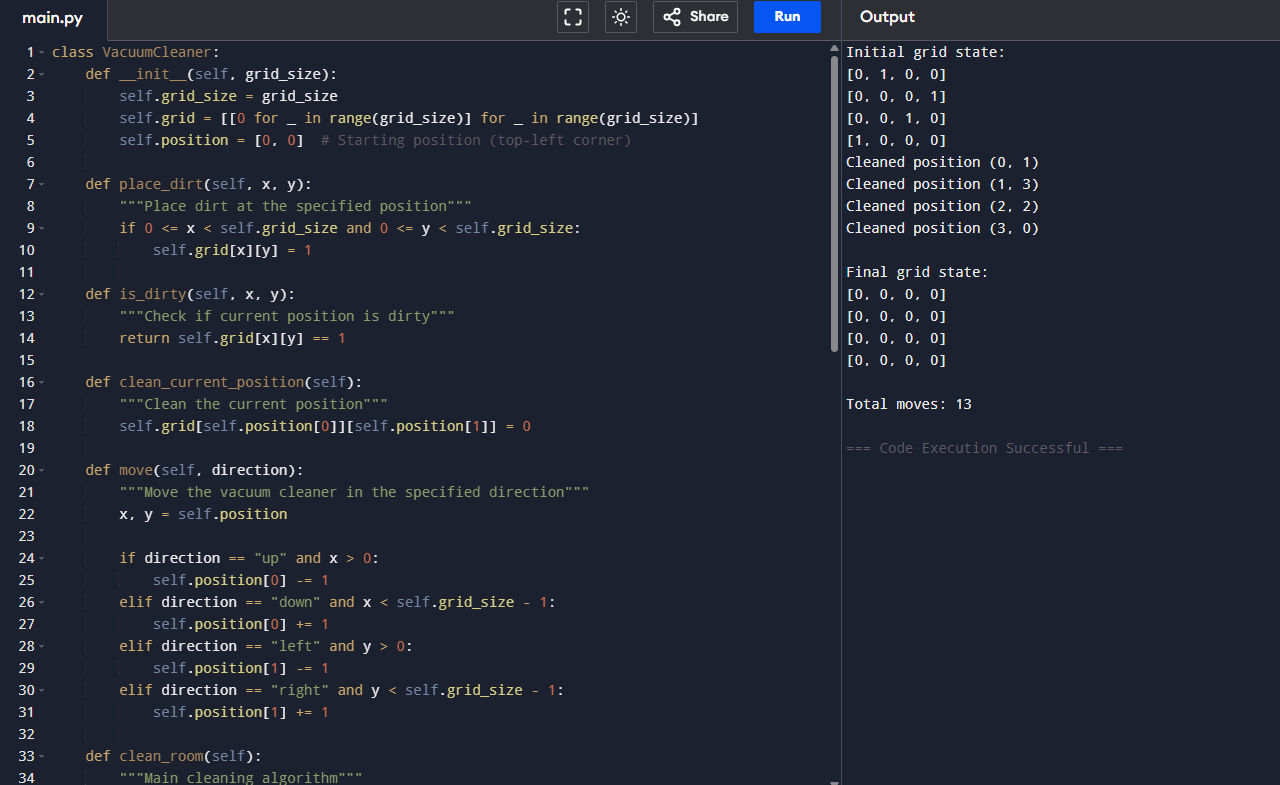 main.py
Share
Run
Output
1 class VacuumCleaner:
2     def __init__(self, grid_size):
3         self.grid_size = grid_size
4         self.grid = [[0 for _ in range(grid_size)] for _ in range(grid_size)]
5         self.position = [0, 0]  # Starting position (top-left corner)
6
7     def place_dirt(self, x, y):
8         """Place dirt at the specified position"""
9         if 0 <= x < self.grid_size and 0 <= y < self.grid_size:
10             self.grid[x][y] = 1
11
12     def is_dirty(self, x, y):
13         """Check if current position is dirty"""
14         return self.grid[x][y] == 1
15
16     def clean_current_position(self):
17         """Clean the current position"""
18         self.grid[self.position[0]][self.position[1]] = 0
19
20     def move(self, direction):
21         """Move the vacuum cleaner in the specified direction"""
22         x, y = self.position
23
24         if direction == "up" and x > 0:
25             self.position[0] -= 1
26         elif direction == "down" and x < self.grid_size - 1:
27             self.position[0] += 1
28         elif direction == "left" and y > 0:
29             self.position[1] -= 1
30         elif direction == "right" and y < self.grid_size - 1:
31             self.position[1] += 1
32
33     def clean_room(self):
34         """Main cleaning algorithm"""
Initial grid state:
[0, 1, 0, 0]
[0, 0, 0, 1]
[0, 0, 1, 0]
[1, 0, 0, 0]
Cleaned position (0, 1)
Cleaned position (1, 3)
Cleaned position (2, 2)
Cleaned position (3, 0)

Final grid state:
[0, 0, 0, 0]
[0, 0, 0, 0]
[0, 0, 0, 0]
[0, 0, 0, 0]

Total moves: 13

=== Code Execution Successful ===